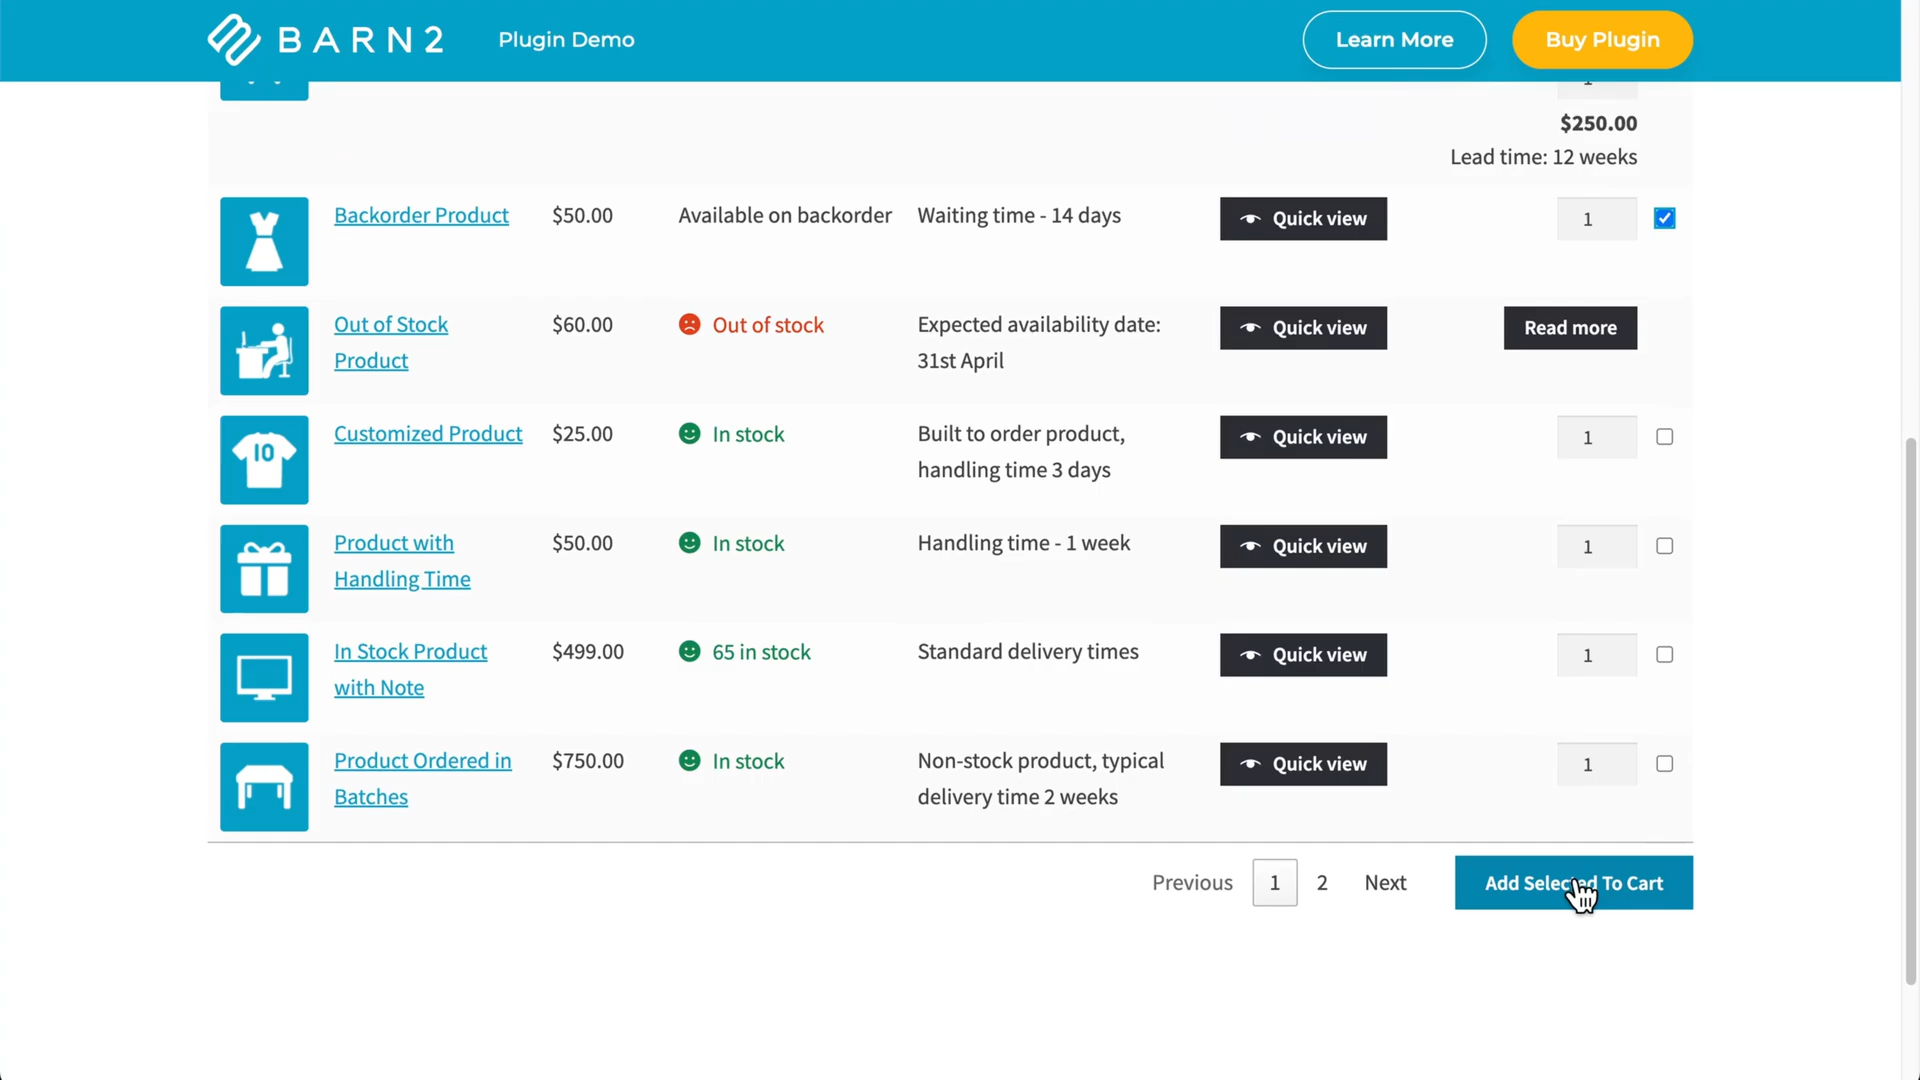 BARN2 Plugin Demo Learn More Buy Plugin
$250.00
Lead time: 12 weeks
Backorder Product $50.00 Available on backorder Waiting time - 14 days Quick view 1
Out of Stock $60.00 Out of stock Expected availability date: Quick view Read more
Product 31st April
10 Customized Product $25.00 In stock Built to order product, Quick view 1
handling time 3 days
Product with $50.00 In stock Handling time - 1 week Quick view 1
Handling Time
In Stock Product $499.00 65 in stock Standard delivery times Quick view 1
with Note
Product Ordered in $750.00 In stock Non-stock product, typical Quick view 1
Batches delivery time 2 weeks
Previous 1 2 Next Add Selected To Cart